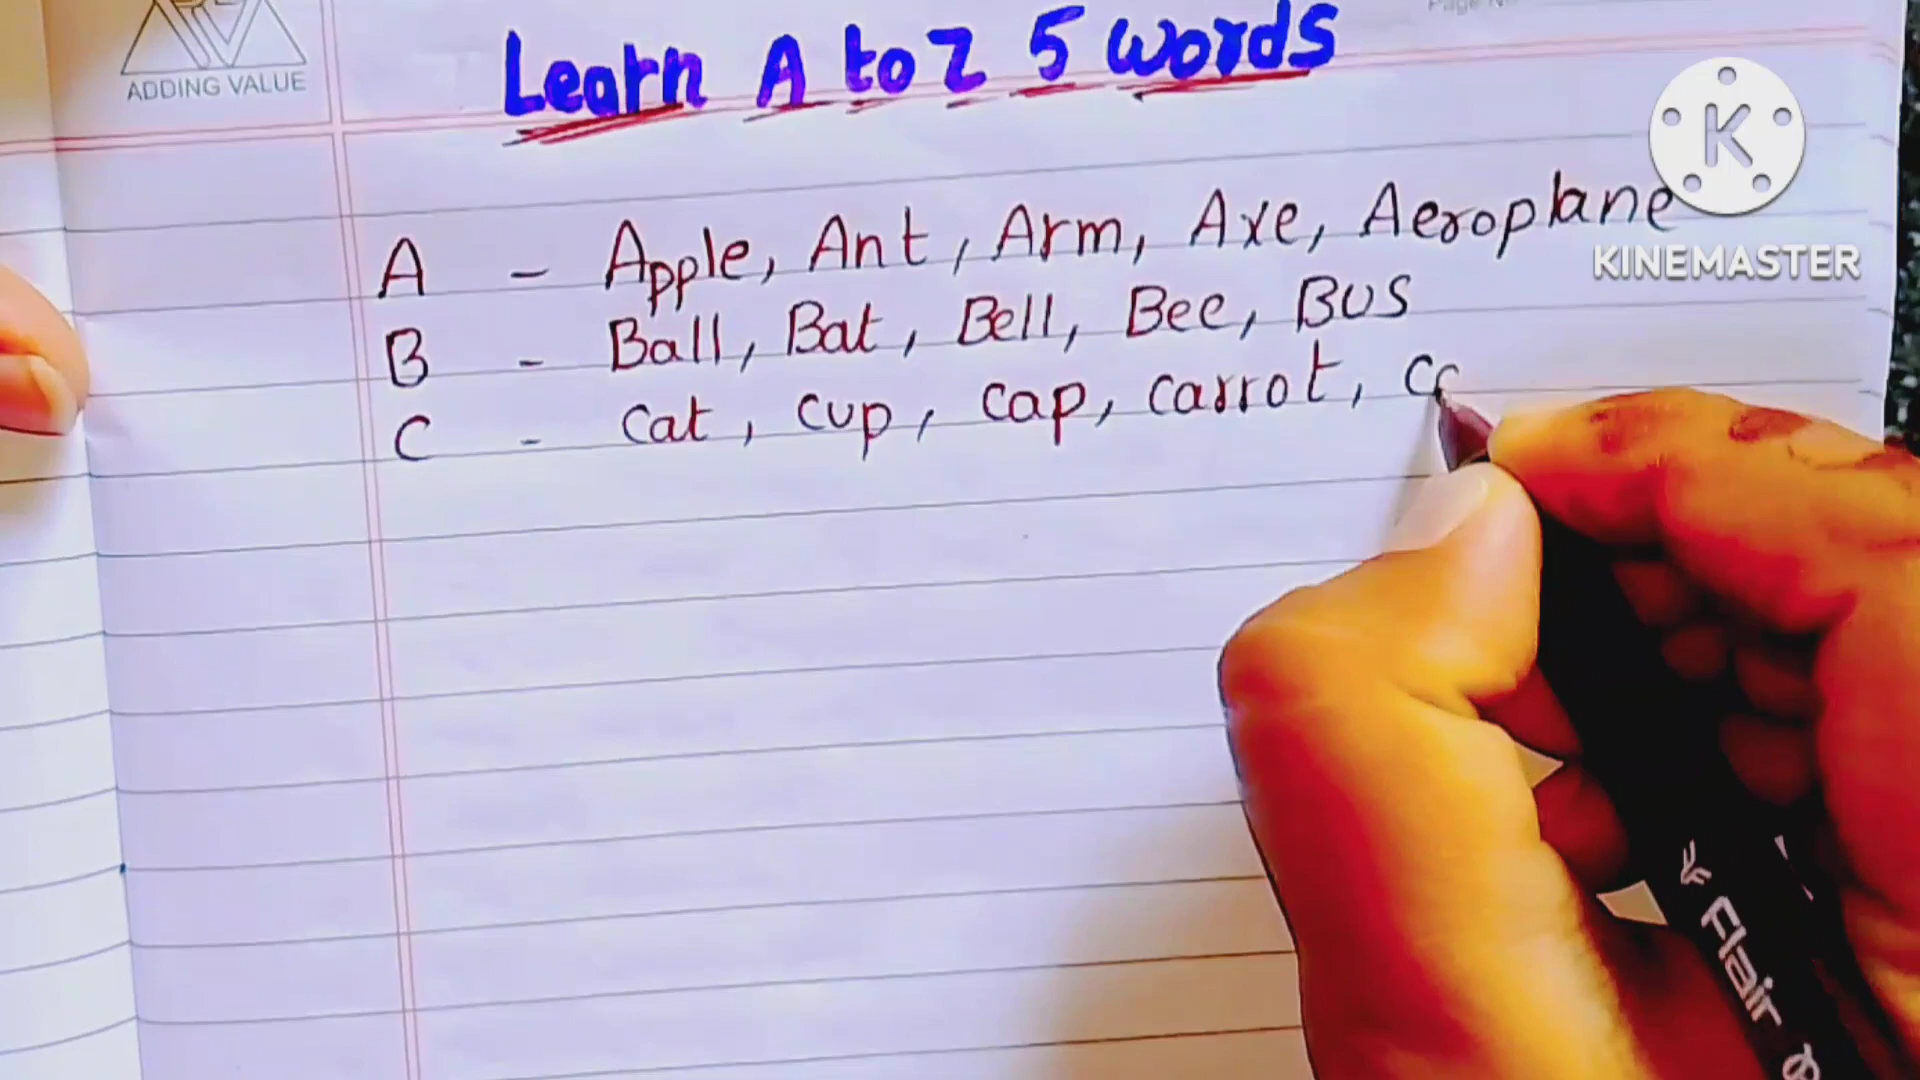 ADDING VALUE
Learn A to Z 5 words
A - Apple, Ant, Arm, Axe, Aeroplane
B - Ball, Bat, Bell, Bee, BUS
C - Cat, cup, cap, carrot,
K
KINEMASTER
Flair